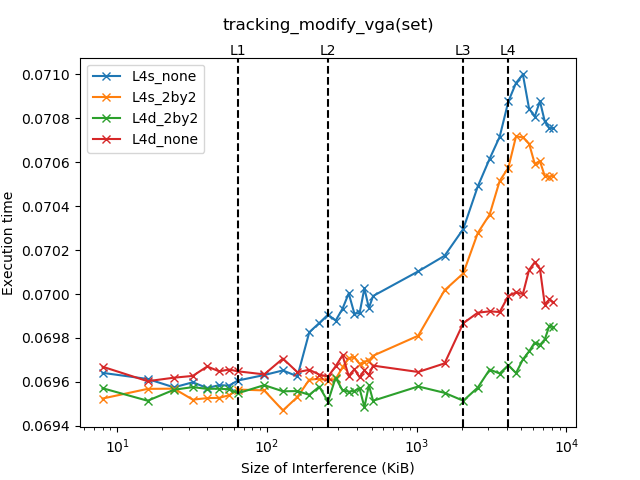 tracking_modify_vga(set)
L1 L2 L3 L4
L4s_none
L4s_2by2
L4d_2by2
L4d_none
0.0710
0.0708
0.0706
0.0704
0.0702
0.0700
0.0698
0.0696
0.0694
Execution time
10¹ 10² 10³ 10⁴
Size of Interference (KiB)